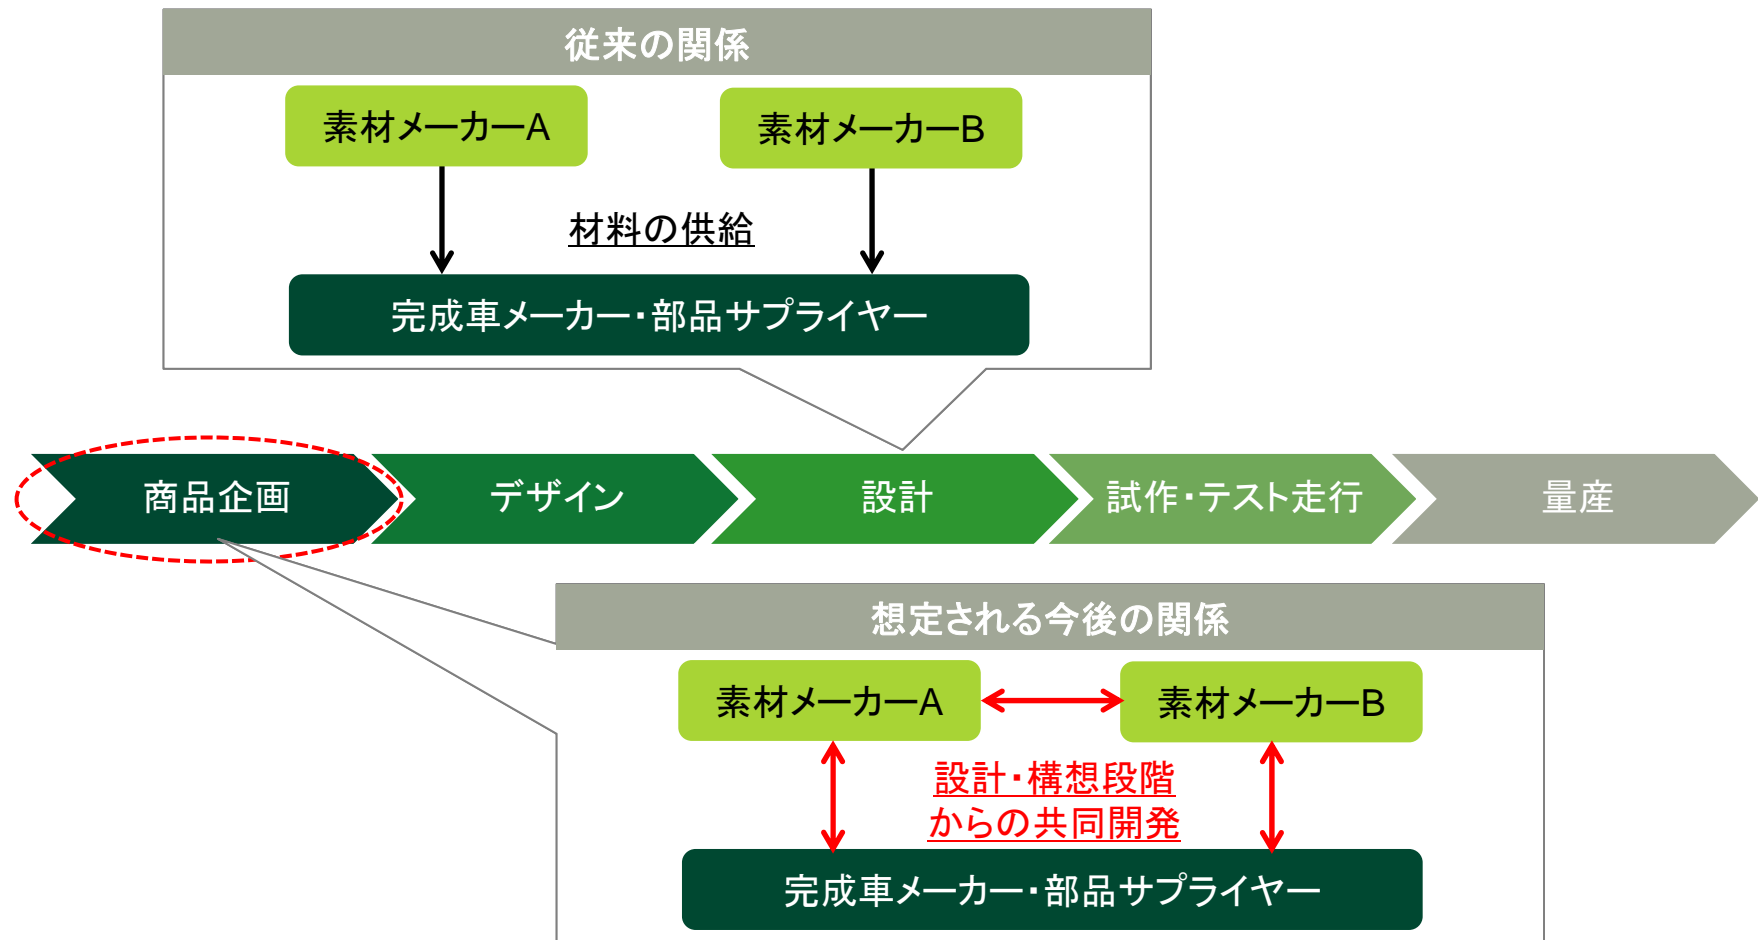 従来の関係
素材メーカーA
素材メーカーB
材料の供給
完成車メーカー・部品サプライヤー
商品企画
デザイン
設計
試作・テスト走行
量産
想定される今後の関係
素材メーカーA
素材メーカーB
設計・構想段階
からの共同開発
完成車メーカー・部品サプライヤー